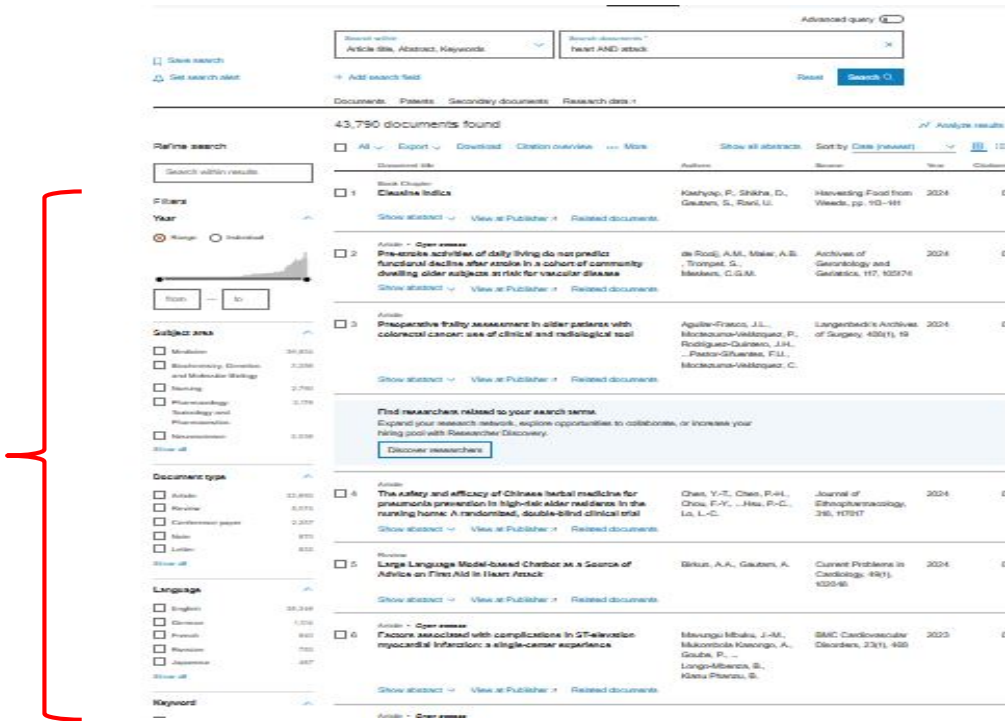 Advanced query
Search within
Article title, Abstract, Keywords
Search documents *
heart AND attack
Save search
Set search alert
+ Add search field
Reset
Search
Documents Patents Secondary documents Research data
43,790 documents found
Analyze results
Refine search
All Export Download Citation overview ... More
Show all abstracts Sort by Date (newest)
Document title Authors Source Year Citations
Search within results
Filters
Year
Range Individual
from — to
Subject area
Medicine
Biochemistry, Genetics and Molecular Biology
Nursing
Pharmacology, Toxicology and Pharmaceutics
Neuroscience
Show all
Document type
Article
Review
Conference paper
Note
Letter
Show all
Language
English
German
French
Russian
Japanese
Show all
Keyword
Book Chapter
1 Eleusine indica
Kashyap, P., Shikha, D., Gautam, S., Rani, U.
Harvesting Food from Weeds, pp. 113–141
2024
Show abstract View at Publisher Related documents
Article • Open access
2 Pre-stroke activities of daily living do not predict
functional decline after stroke in a cohort of community
dwelling older subjects at risk for vascular disease
de Rooij, A.M., Maier, A.B., Trompet, S., Meskers, C.G.M.
Archives of Gerontology and Geriatrics, 117, 105174
2024
Show abstract View at Publisher Related documents
Article
3 Preoperative frailty assessment in older patients with
colorectal cancer: use of clinical and radiological tool
Aguilar-Frasco, J.L., Moctezuma-Velázquez, P., Rodríguez-Quintero, J.H., ...Pastor-Sifuentes, F.U., Moctezuma-Velázquez, C.
Langenbeck's Archives of Surgery, 409(1), 19
2024
Show abstract View at Publisher Related documents
Find researchers related to your search terms
Expand your research network, explore opportunities to collaborate, or increase your
hiring pool with Researcher Discovery.
Discover researchers
Article
4 The safety and efficacy of Chinese herbal medicine for
pneumonia prevention in high-risk elder residents in the
nursing home: A randomized, double-blind clinical trial
Chen, Y.-T., Chen, P.-H., Chou, F.-Y., ...Hsu, P.-C., Lo, L.-C.
Journal of Ethnopharmacology, 318, 117017
2024
Show abstract View at Publisher Related documents
Review
5 Large Language Model-based Chatbot as a Source of
Advice on First Aid in Heart Attack
Birkun, A.A., Gautam, A.
Current Problems in Cardiology, 49(1), 102048
2024
Show abstract View at Publisher Related documents
Article • Open access
6 Factors associated with complications in ST-elevation
myocardial infarction: a single-center experience
Mavungu Mbuku, J.-M., Mukombola Kasongo, A., Goube, P., ... Longo-Mbenza, B., Kianu Phanzu, B.
BMC Cardiovascular Disorders, 23(1), 468
2023
Show abstract View at Publisher Related documents
Article • Open access